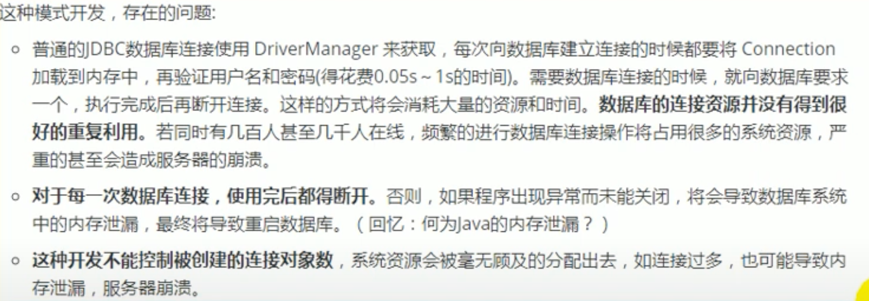 这种模式开发，存在的问题:
普通的JDBC数据库连接使用 DriverManager 来获取，每次向数据库建立连接的时候都要将 Connection
加载到内存中，再验证用户名和密码(得花费0.05s～1s的时间)。需要数据库连接的时候，就向数据库要求
一个，执行完成后再断开连接。这样的方式将会消耗大量的资源和时间。数据库的连接资源并没有得到很
好的重复利用。若同时有几百人甚至几千人在线，频繁的进行数据库连接操作将占用很多的系统资源，严
重的甚至会造成服务器的崩溃。
对于每一次数据库连接，使用完后都得断开。否则，如果程序出现异常而未能关闭，将会导致数据库系统
中的内存泄漏，最终将导致重启数据库。（回忆：何为Java的内存泄漏？）
这种开发不能控制被创建的连接对象数，系统资源会被毫无顾及的分配出去，如连接过多，也可能导致内
存泄漏，服务器崩溃。